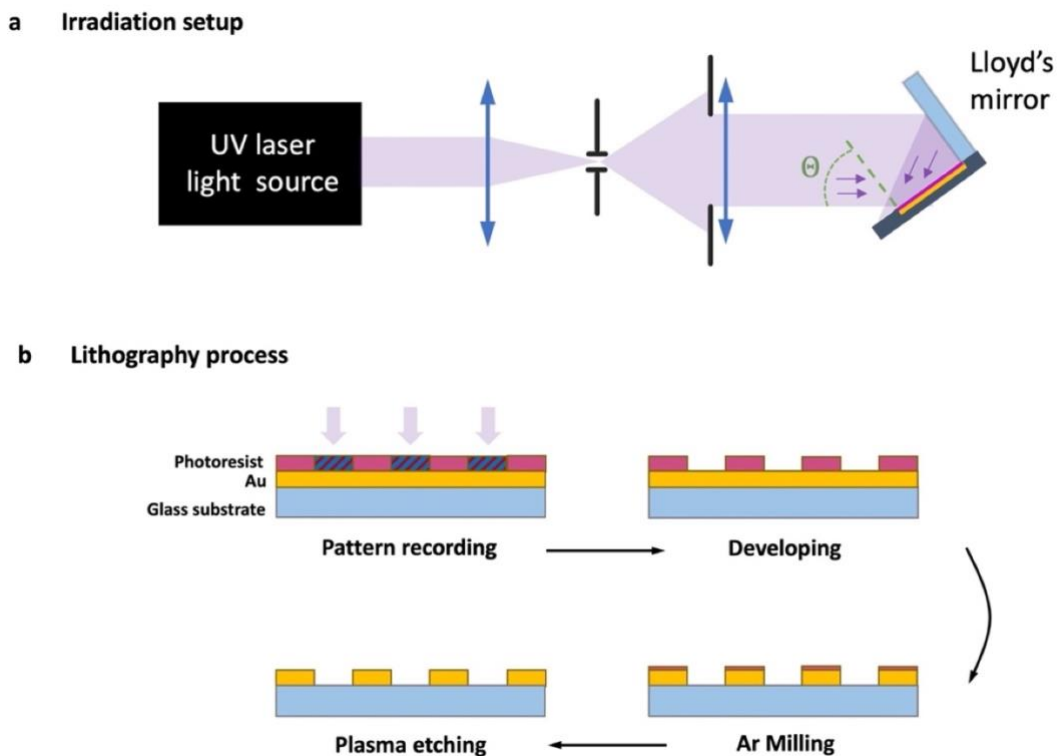 a Irradiation setup
UV laser
light source
Θ
Lloyd's
mirror
b Lithography process
Photoresist
Au
Glass substrate
Pattern recording
Developing
Plasma etching
Ar Milling